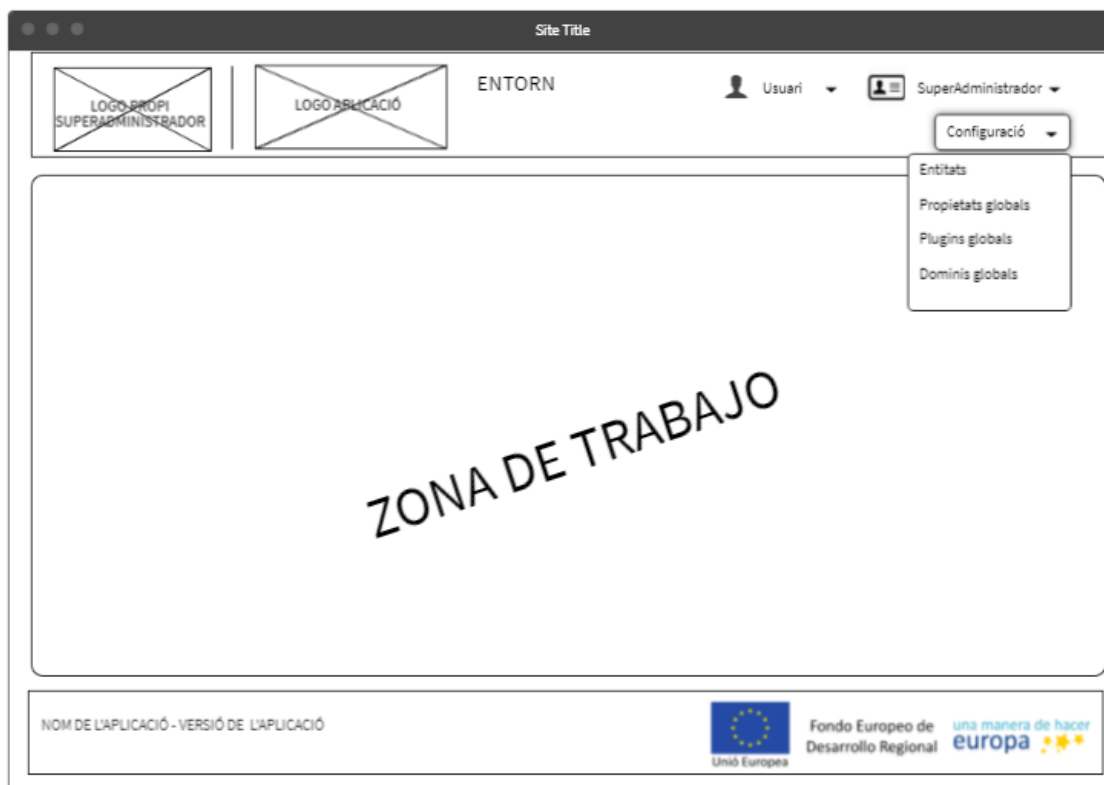 Site Title
LOGO PROPI
SUPERADMINISTRADOR
LOGO APLICACIÓ
ENTORN
Usuari
SuperAdministrador
Configuració
Entitats
Propietats globals
Plugins globals
Dominis globals
ZONA DE TRABAJO
NOM DE L'APLICACIÓ - VERSIÓ DE L'APLICACIÓ
Unió Europea
Fondo Europeo de
Desarrollo Regional
una manera de hacer
europa